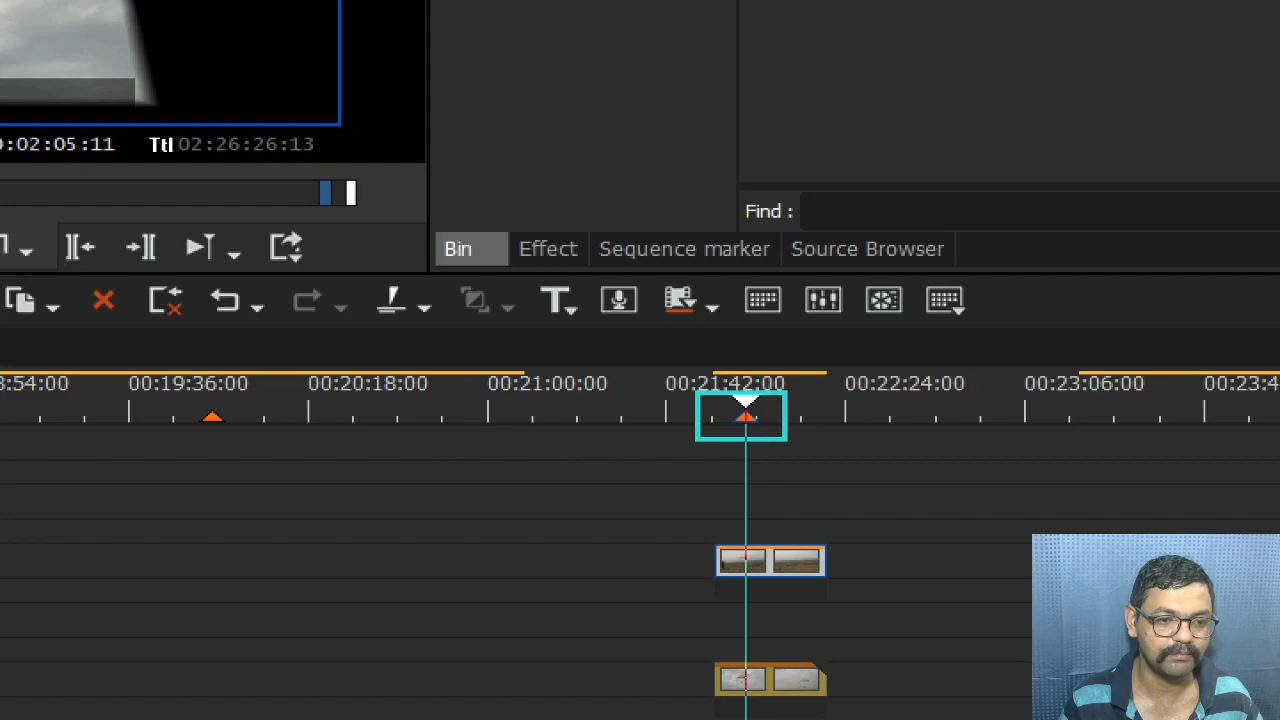 0:02:05:11 Ttl 02:26:26:13
Find :
Bin Effect Sequence marker Source Browser
3:54:00 00:19:36:00 00:20:18:00 00:21:00:00 00:21:42:00 00:22:24:00 00:23:06:00 00:23:4